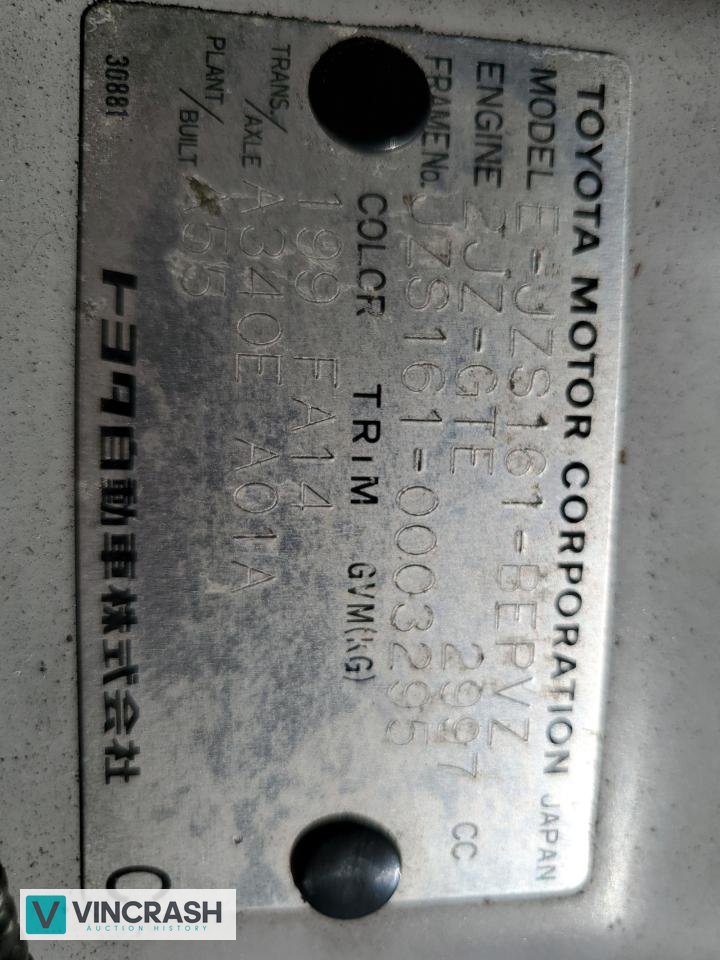 TOYOTA MOTOR CORPORATION JAPAN
MODEL E-JZS161-BERVZ
ENGINE 2JZ-GTE 2997 CC
FRAME No. JZS161-0003295
COLOR TRIM GVM(kG)
199 FA14
TRANS./AXLE A340E A01A
PLANT/BUILT A55
30881 トヨタ自動車株式会社
VINCRASH
AUCTION HISTORY